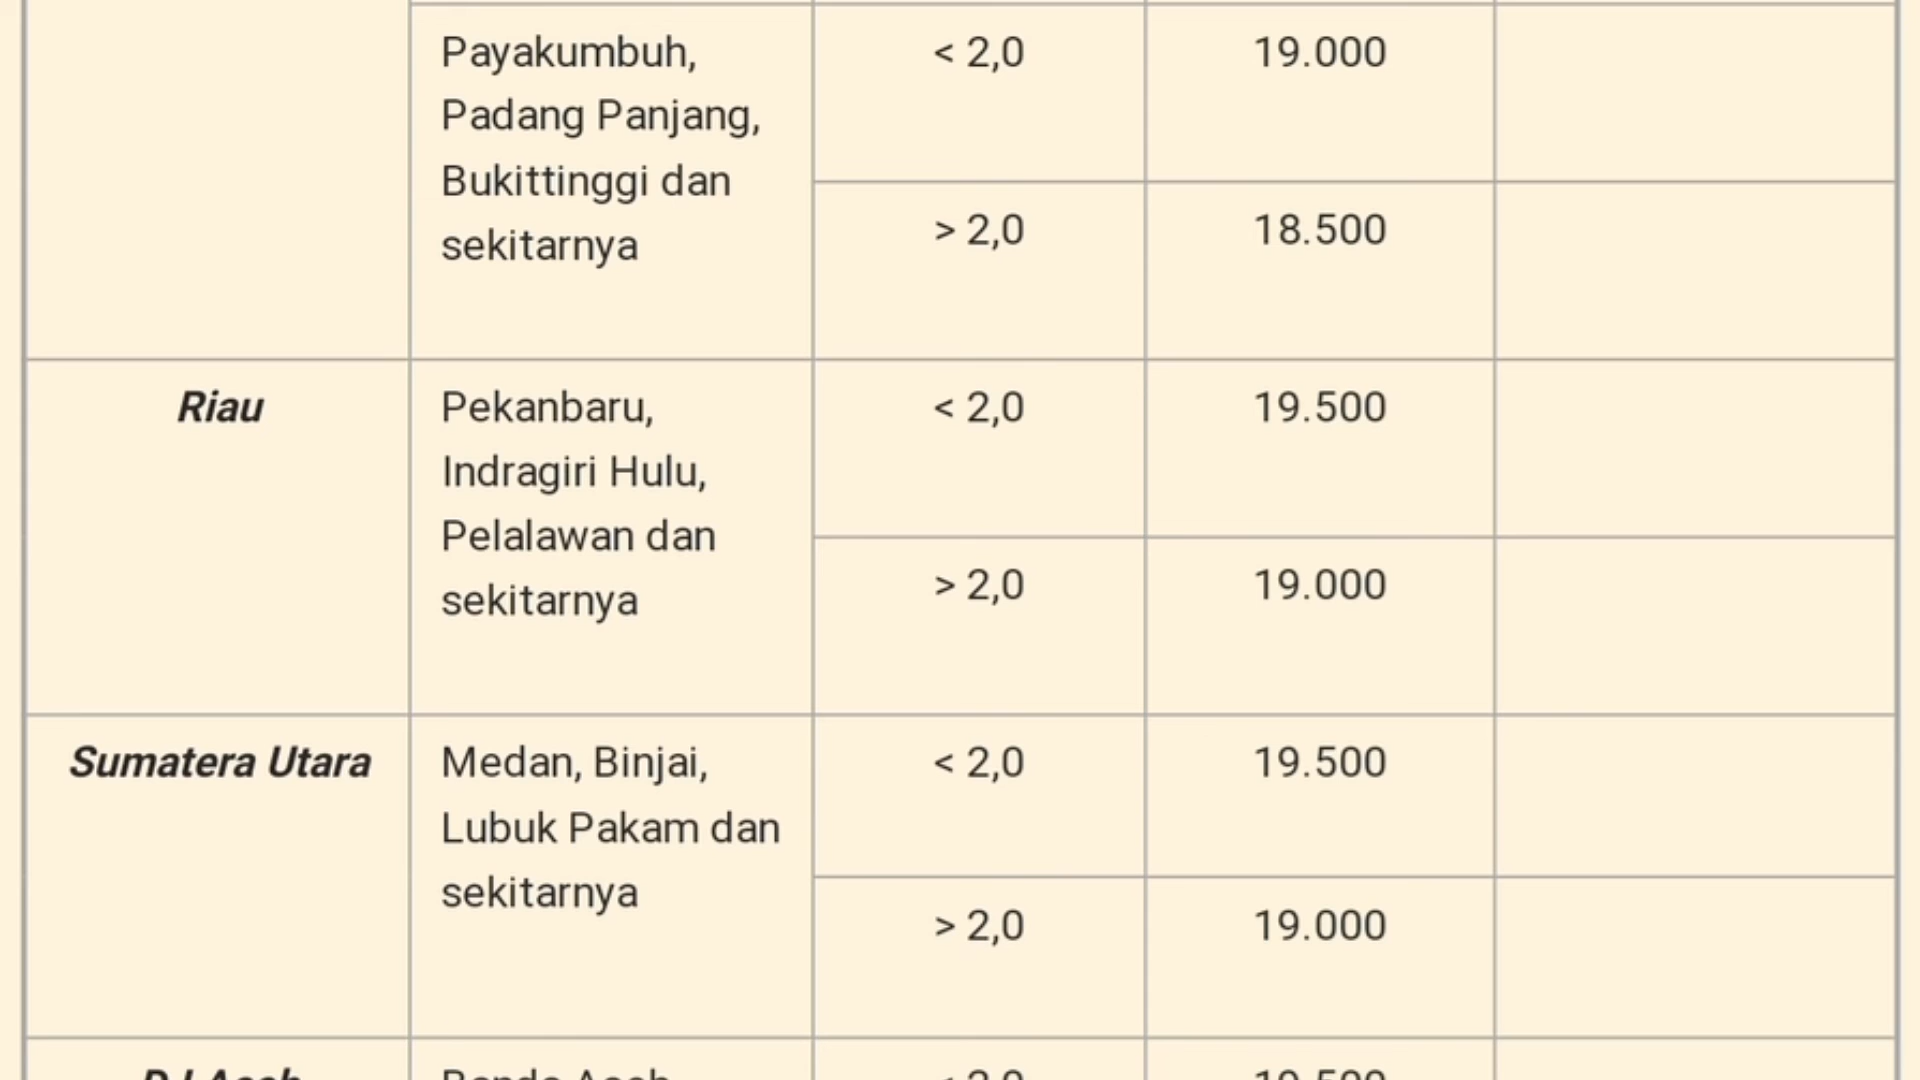 Payakumbuh, < 2,0 19.000
Padang Panjang,
Bukittinggi dan
> 2,0 18.500
sekitarnya
Riau Pekanbaru, < 2,0 19.500
Indragiri Hulu,
Pelalawan dan
> 2,0 19.000
sekitarnya
Sumatera Utara Medan, Binjai, < 2,0 19.500
Lubuk Pakam dan
sekitarnya
> 2,0 19.000